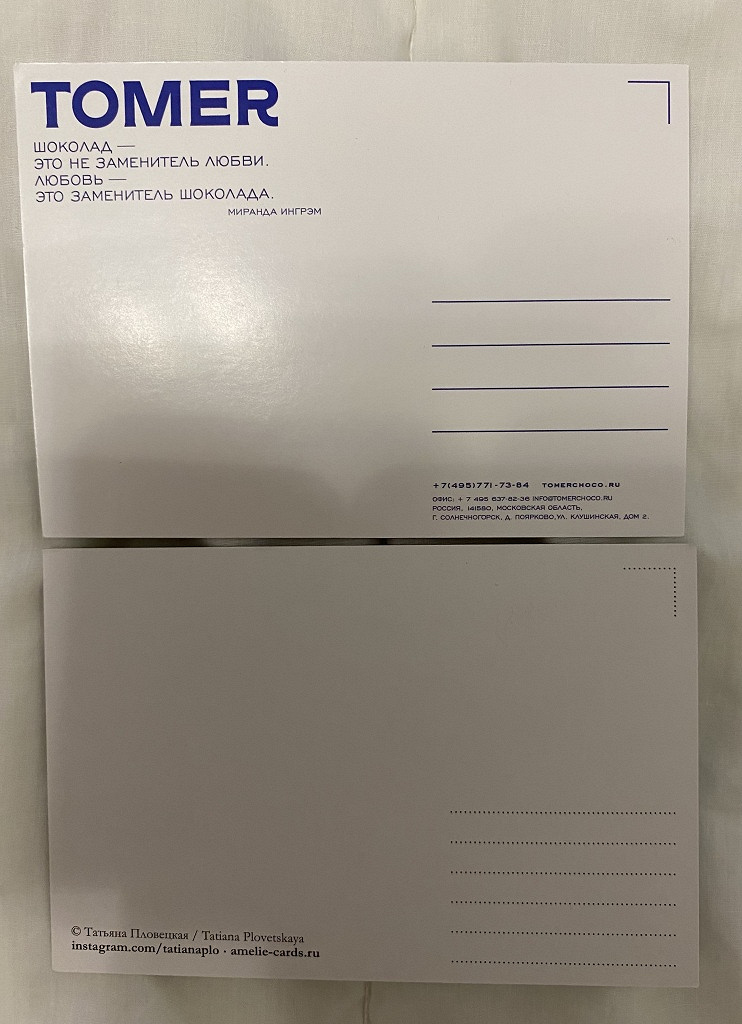 TOMER
ШОКОЛАД —
ЭТО НЕ ЗАМЕНИТЕЛЬ ЛЮБВИ.
ЛЮБОВЬ —
ЭТО ЗАМЕНИТЕЛЬ ШОКОЛАДА.
МИРАНДА ИНГРЭМ
+7(495)771-73-84 TOMERCHOCO.RU
ОФИС: + 7 495 637-82-36 INFO@TOMERCHOCO.RU
РОССИЯ, 141580, МОСКОВСКАЯ ОБЛАСТЬ,
Г. СОЛНЕЧНОГОРСК, Д. ПОЯРКОВО,УЛ. КЛУШИНСКАЯ, ДОМ 2.
© Татьяна Пловецкая / Tatiana Plovetskaya
instagram.com/tatianaplo · amelie-cards.ru